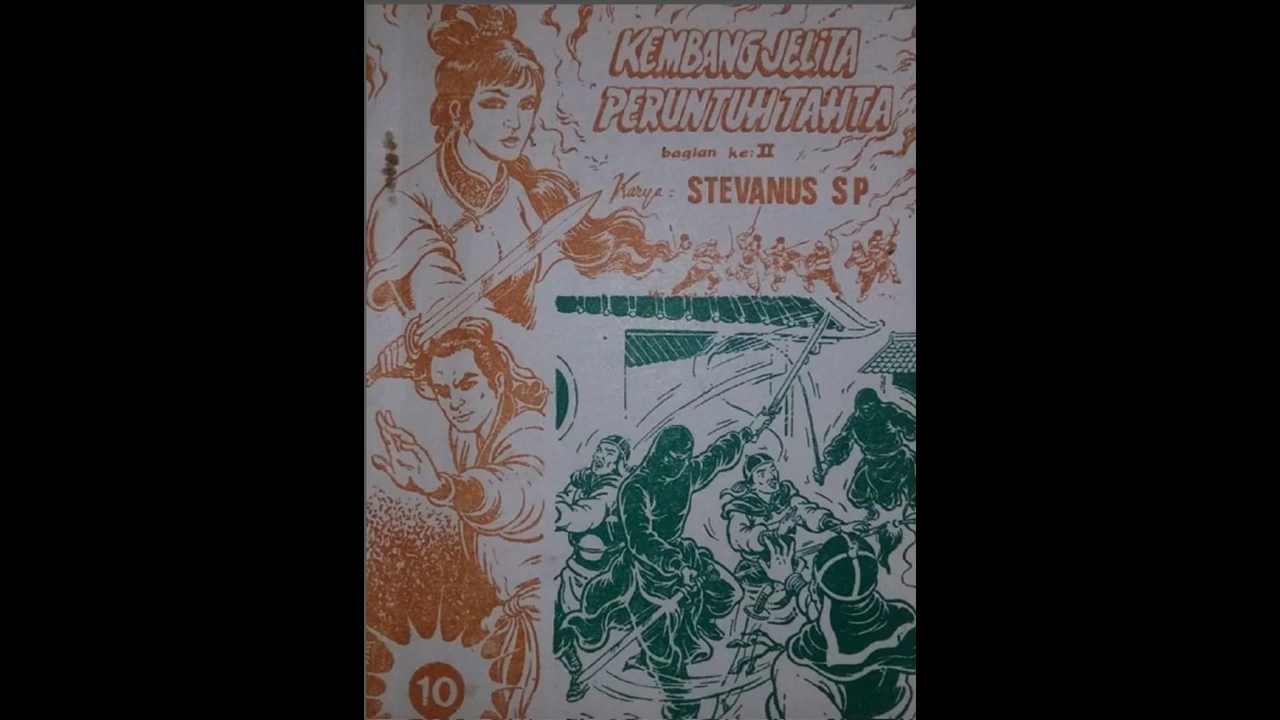 KEMBANG JELITA
PERUNTUH TAHTA
bagian ke: II
Karya : STEVANUS S P
10